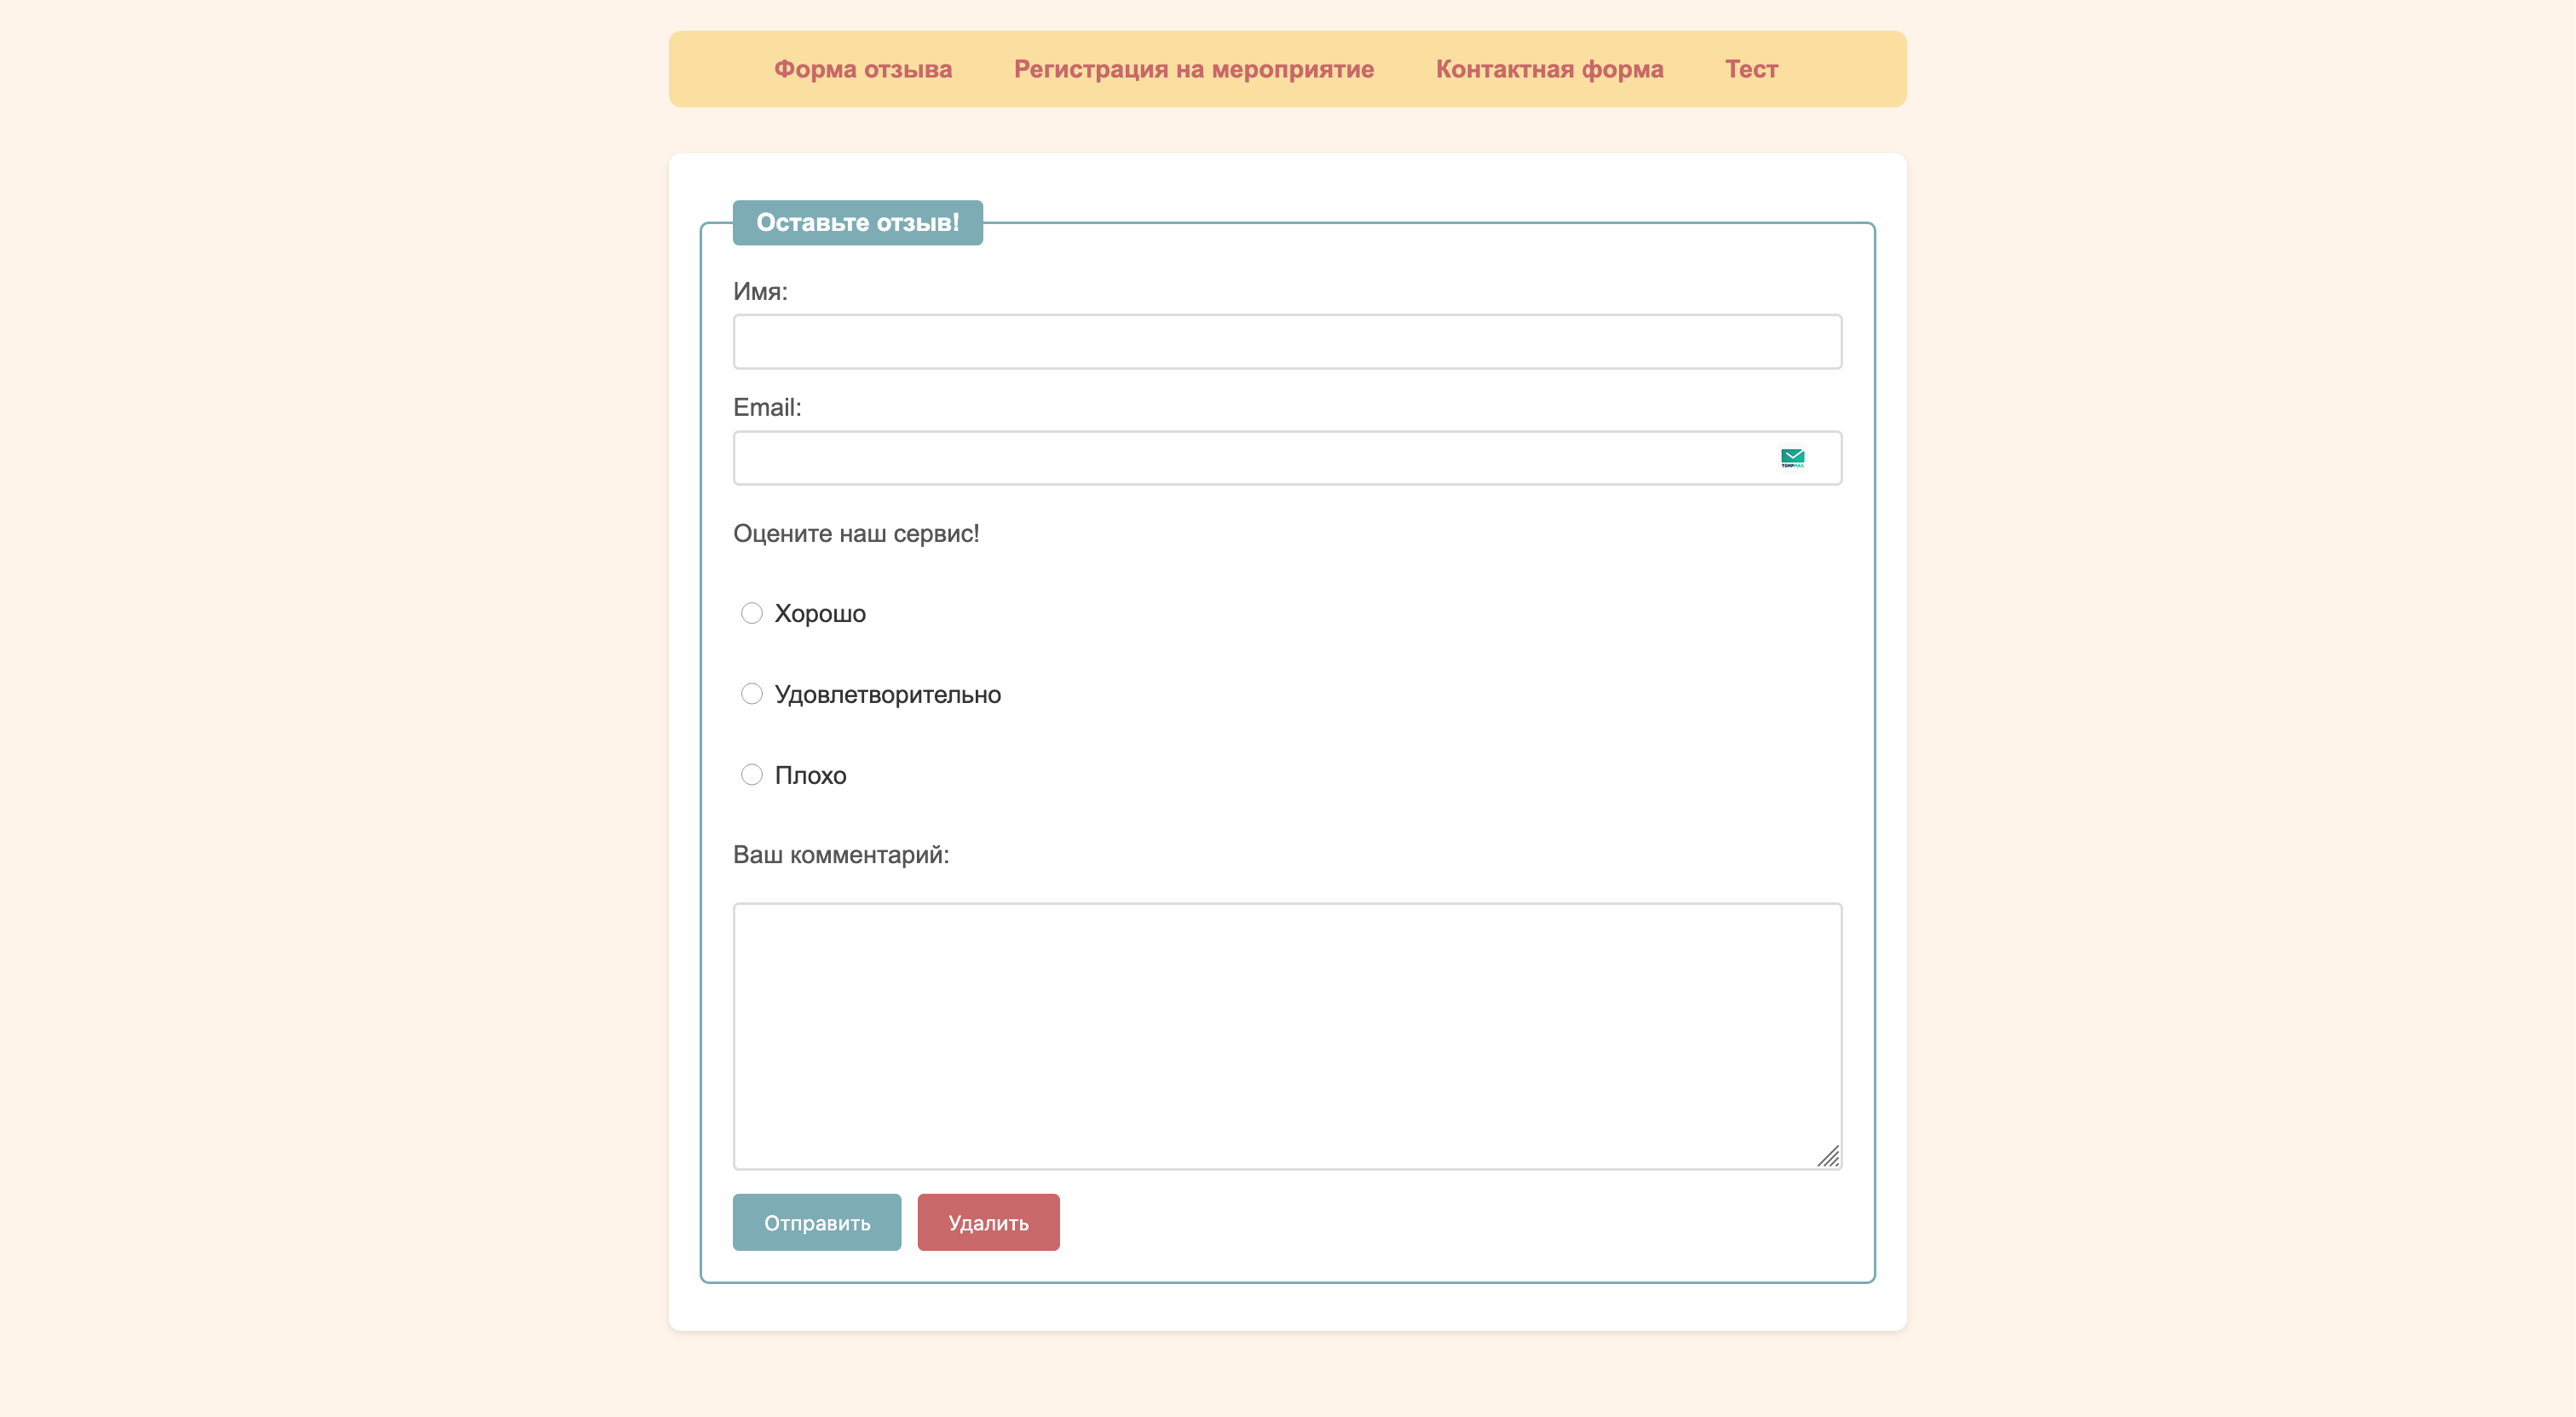 Форма отзыва Регистрация на мероприятие Контактная форма Тест
Оставьте отзыв!
Имя:
Email:
TEMPMAIL
Оцените наш сервис!
Хорошо
Удовлетворительно
Плохо
Ваш комментарий:
Отправить Удалить